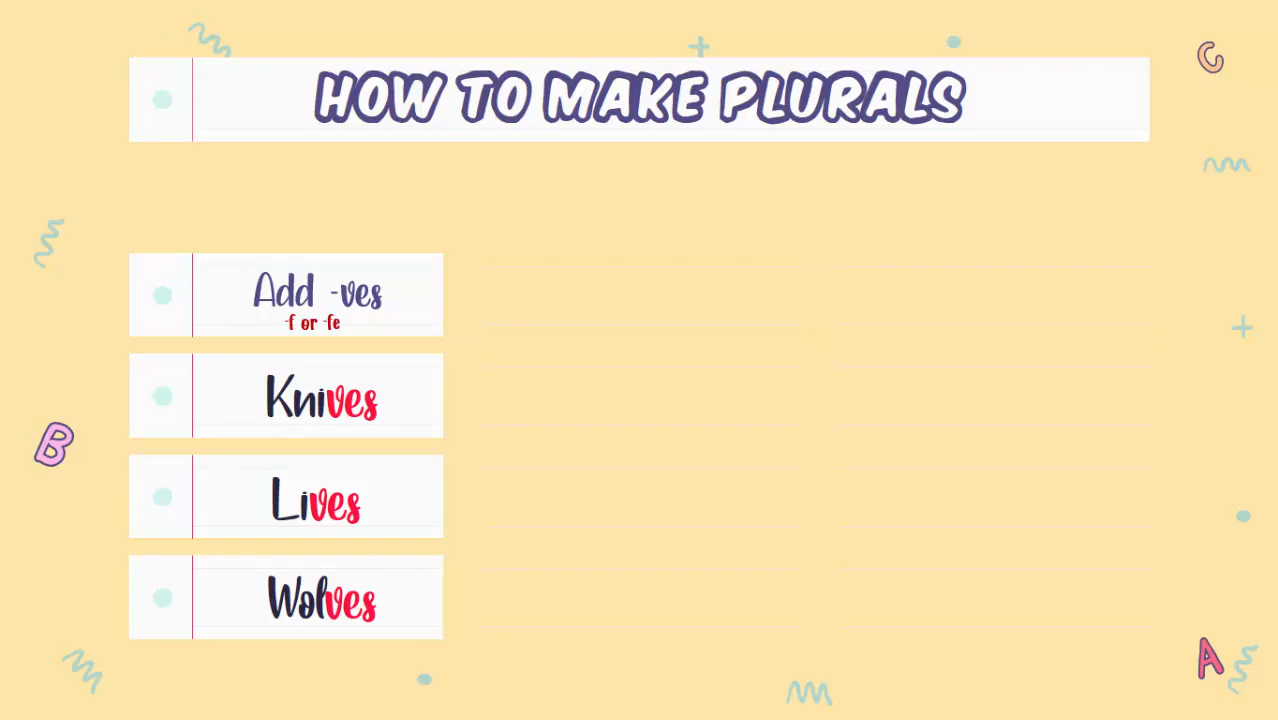 HOW TO MAKE PLURALS
C
Add -ves
-f or -fe
Knives
B
Lives
Wolves
A